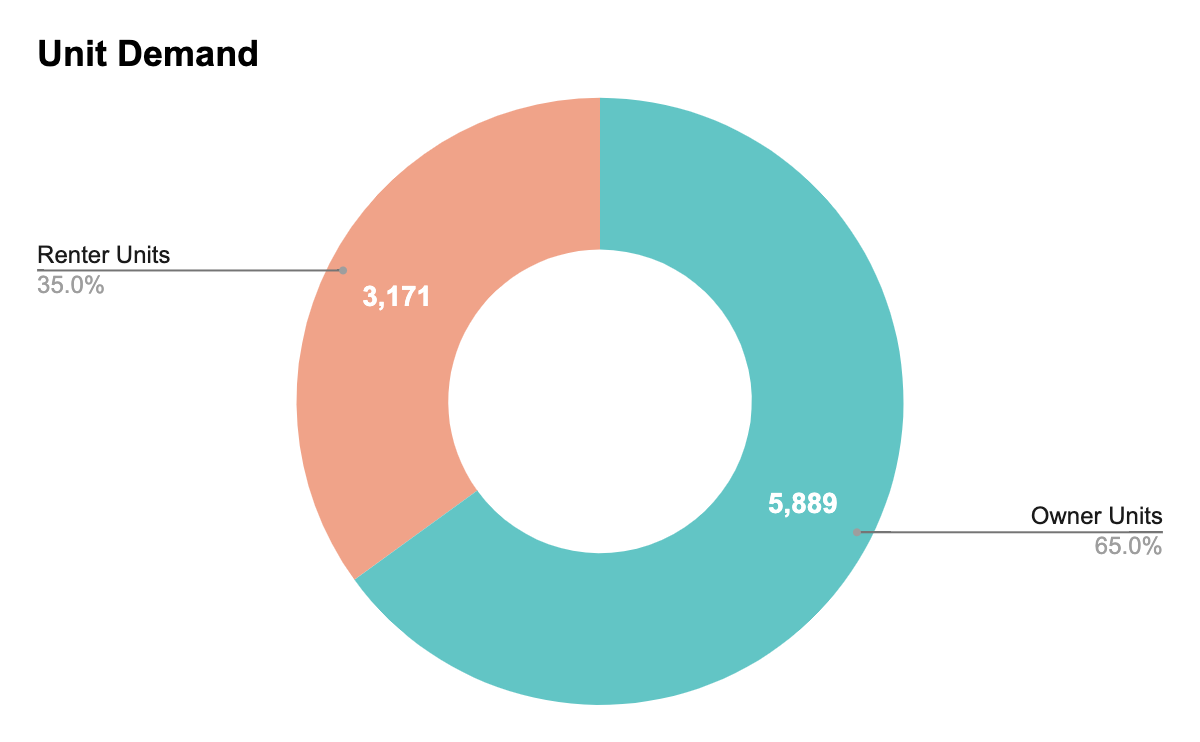 Unit Demand
Renter Units
35.0%
3,171
5,889
Owner Units
65.0%